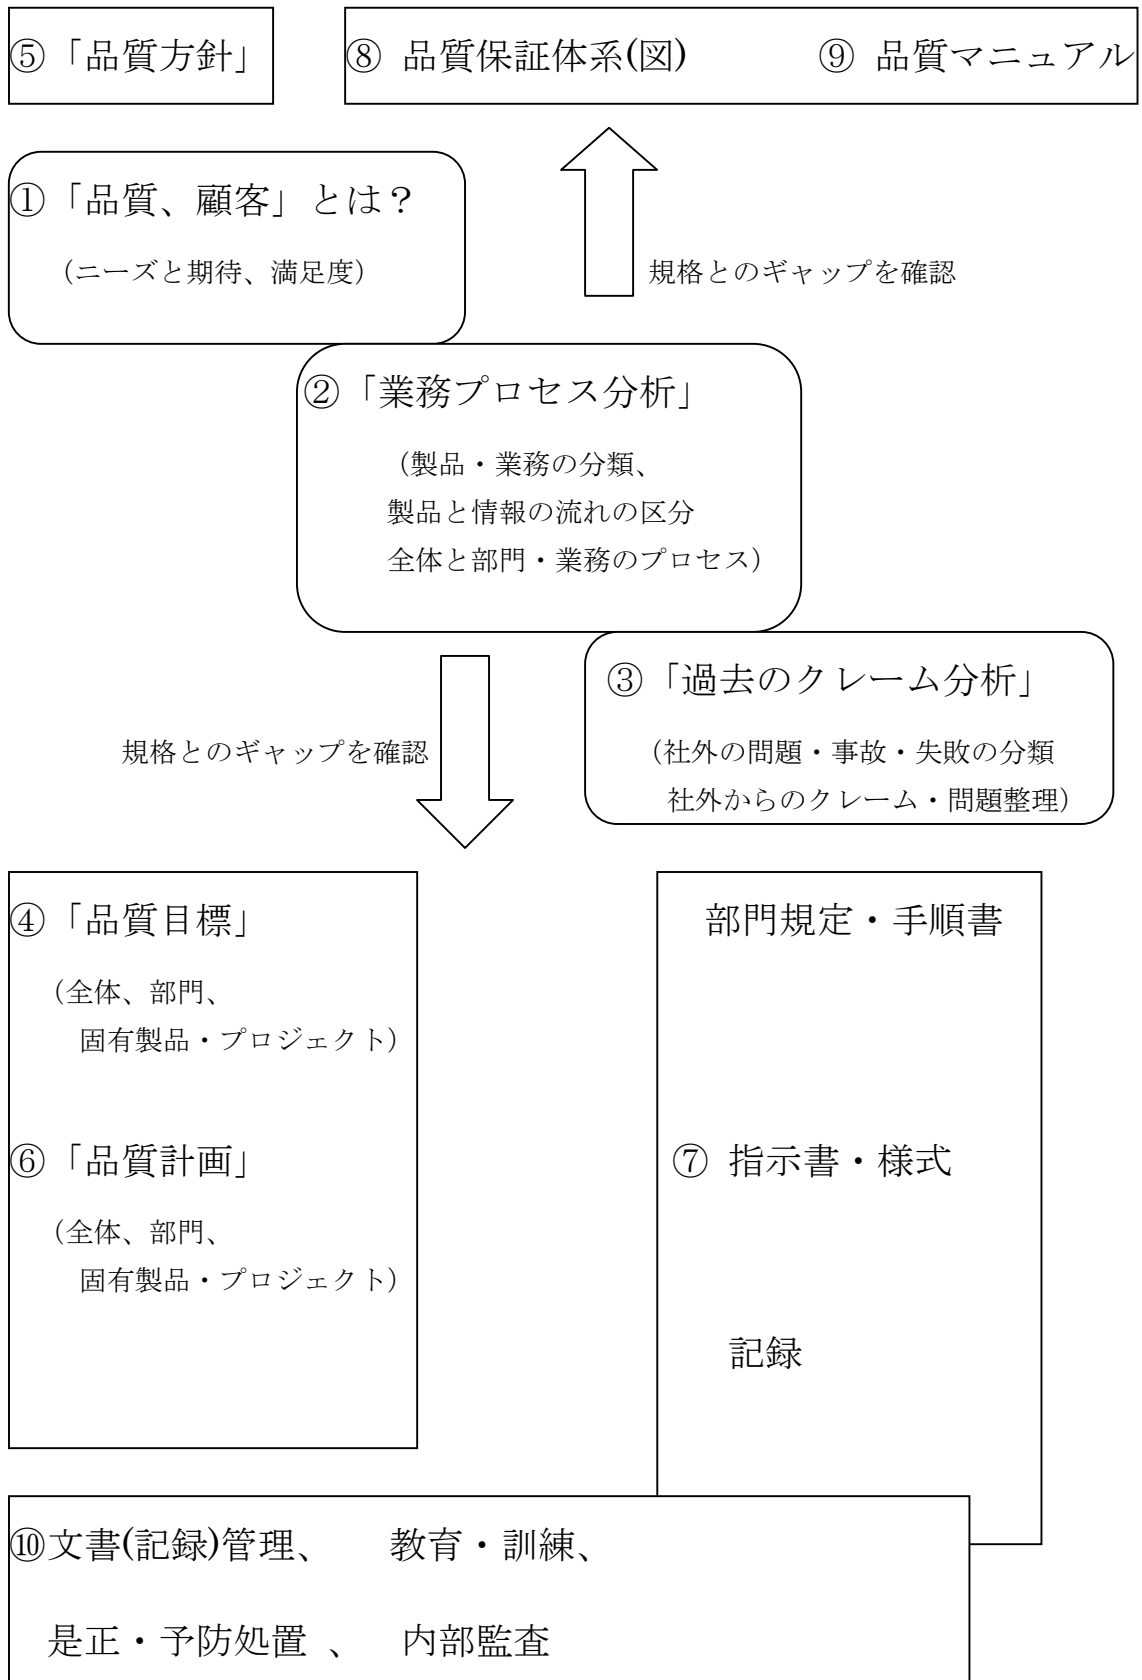 ⑤「品質方針」
⑧ 品質保証体系(図)　⑨ 品質マニュアル
①「品質、顧客」とは？
（ニーズと期待、満足度）
規格とのギャップを確認
②「業務プロセス分析」
（製品・業務の分類、
製品と情報の流れの区分
全体と部門・業務のプロセス）
③「過去のクレーム分析」
規格とのギャップを確認
（社外の問題・事故・失敗の分類
社外からのクレーム・問題整理）
④「品質目標」
（全体、部門、
固有製品・プロジェクト）
部門規定・手順書
⑥「品質計画」
（全体、部門、
固有製品・プロジェクト）
⑦ 指示書・様式
記録
⑩文書(記録)管理、　教育・訓練、
是正・予防処置 、　内部監査